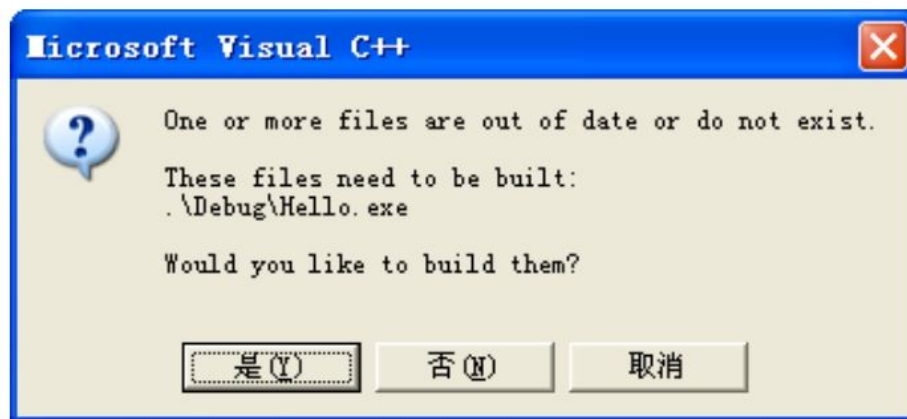 Microsoft Visual C++
One or more files are out of date or do not exist.
These files need to be built:
.\Debug\Hello.exe
Would you like to build them?
是(Y) 否(N) 取消